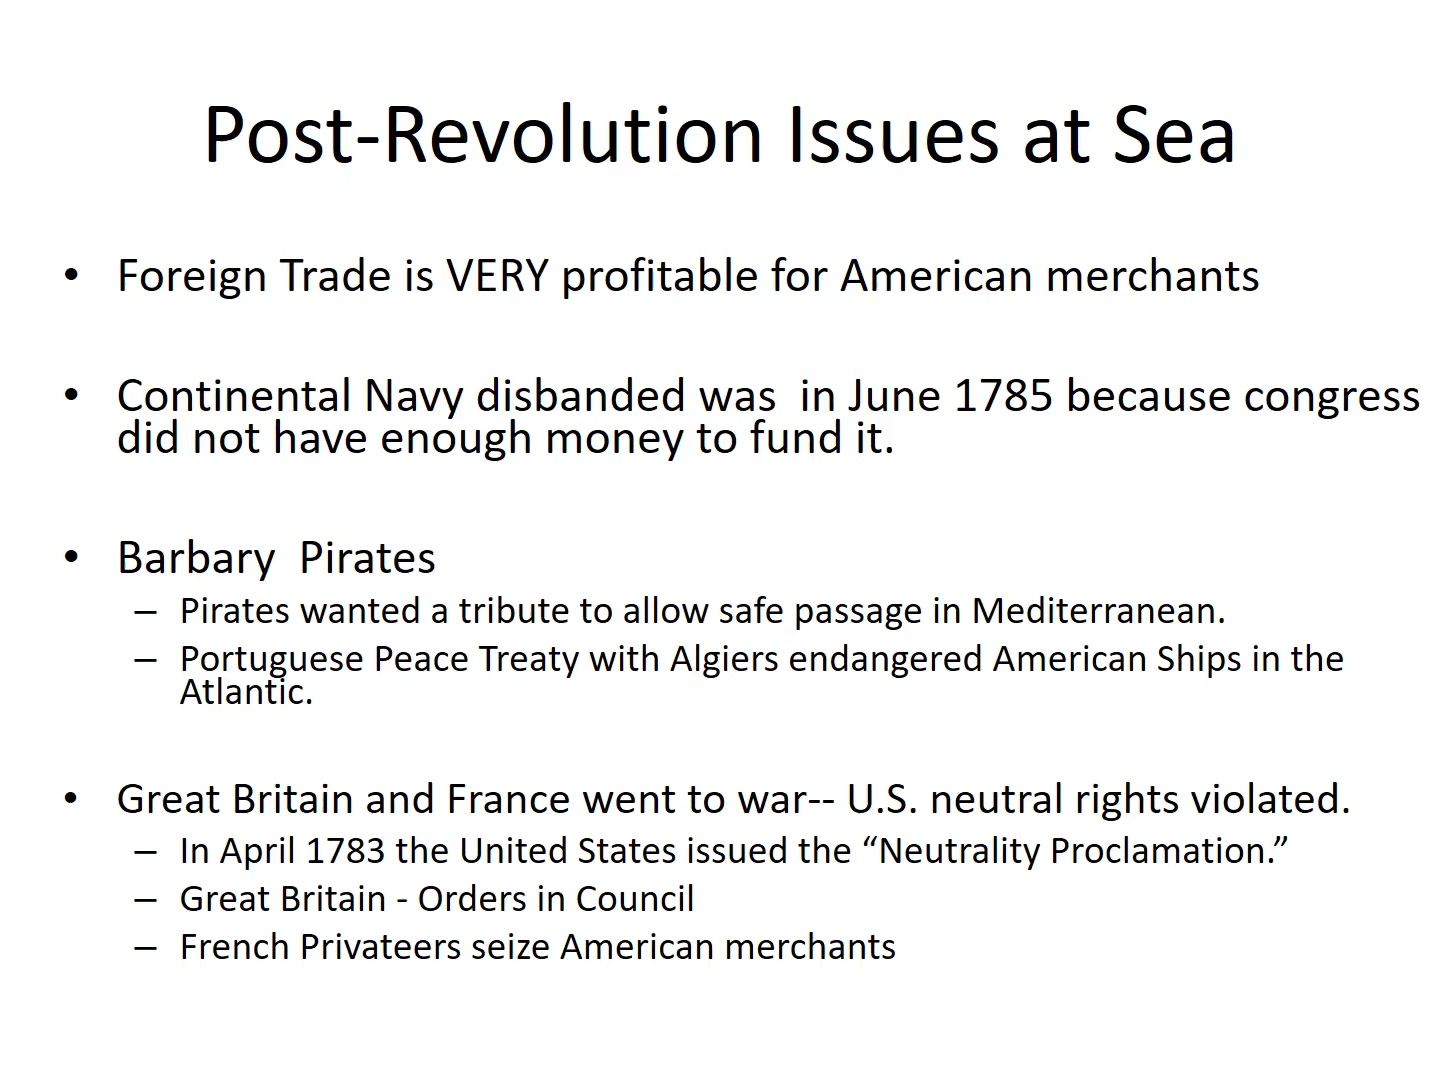 Post-Revolution Issues at Sea
• Foreign Trade is VERY profitable for American merchants
• Continental Navy disbanded was  in June 1785 because congress
did not have enough money to fund it.
• Barbary  Pirates
– Pirates wanted a tribute to allow safe passage in Mediterranean.
– Portuguese Peace Treaty with Algiers endangered American Ships in the
Atlantic.
• Great Britain and France went to war-- U.S. neutral rights violated.
– In April 1783 the United States issued the “Neutrality Proclamation.”
– Great Britain - Orders in Council
– French Privateers seize American merchants